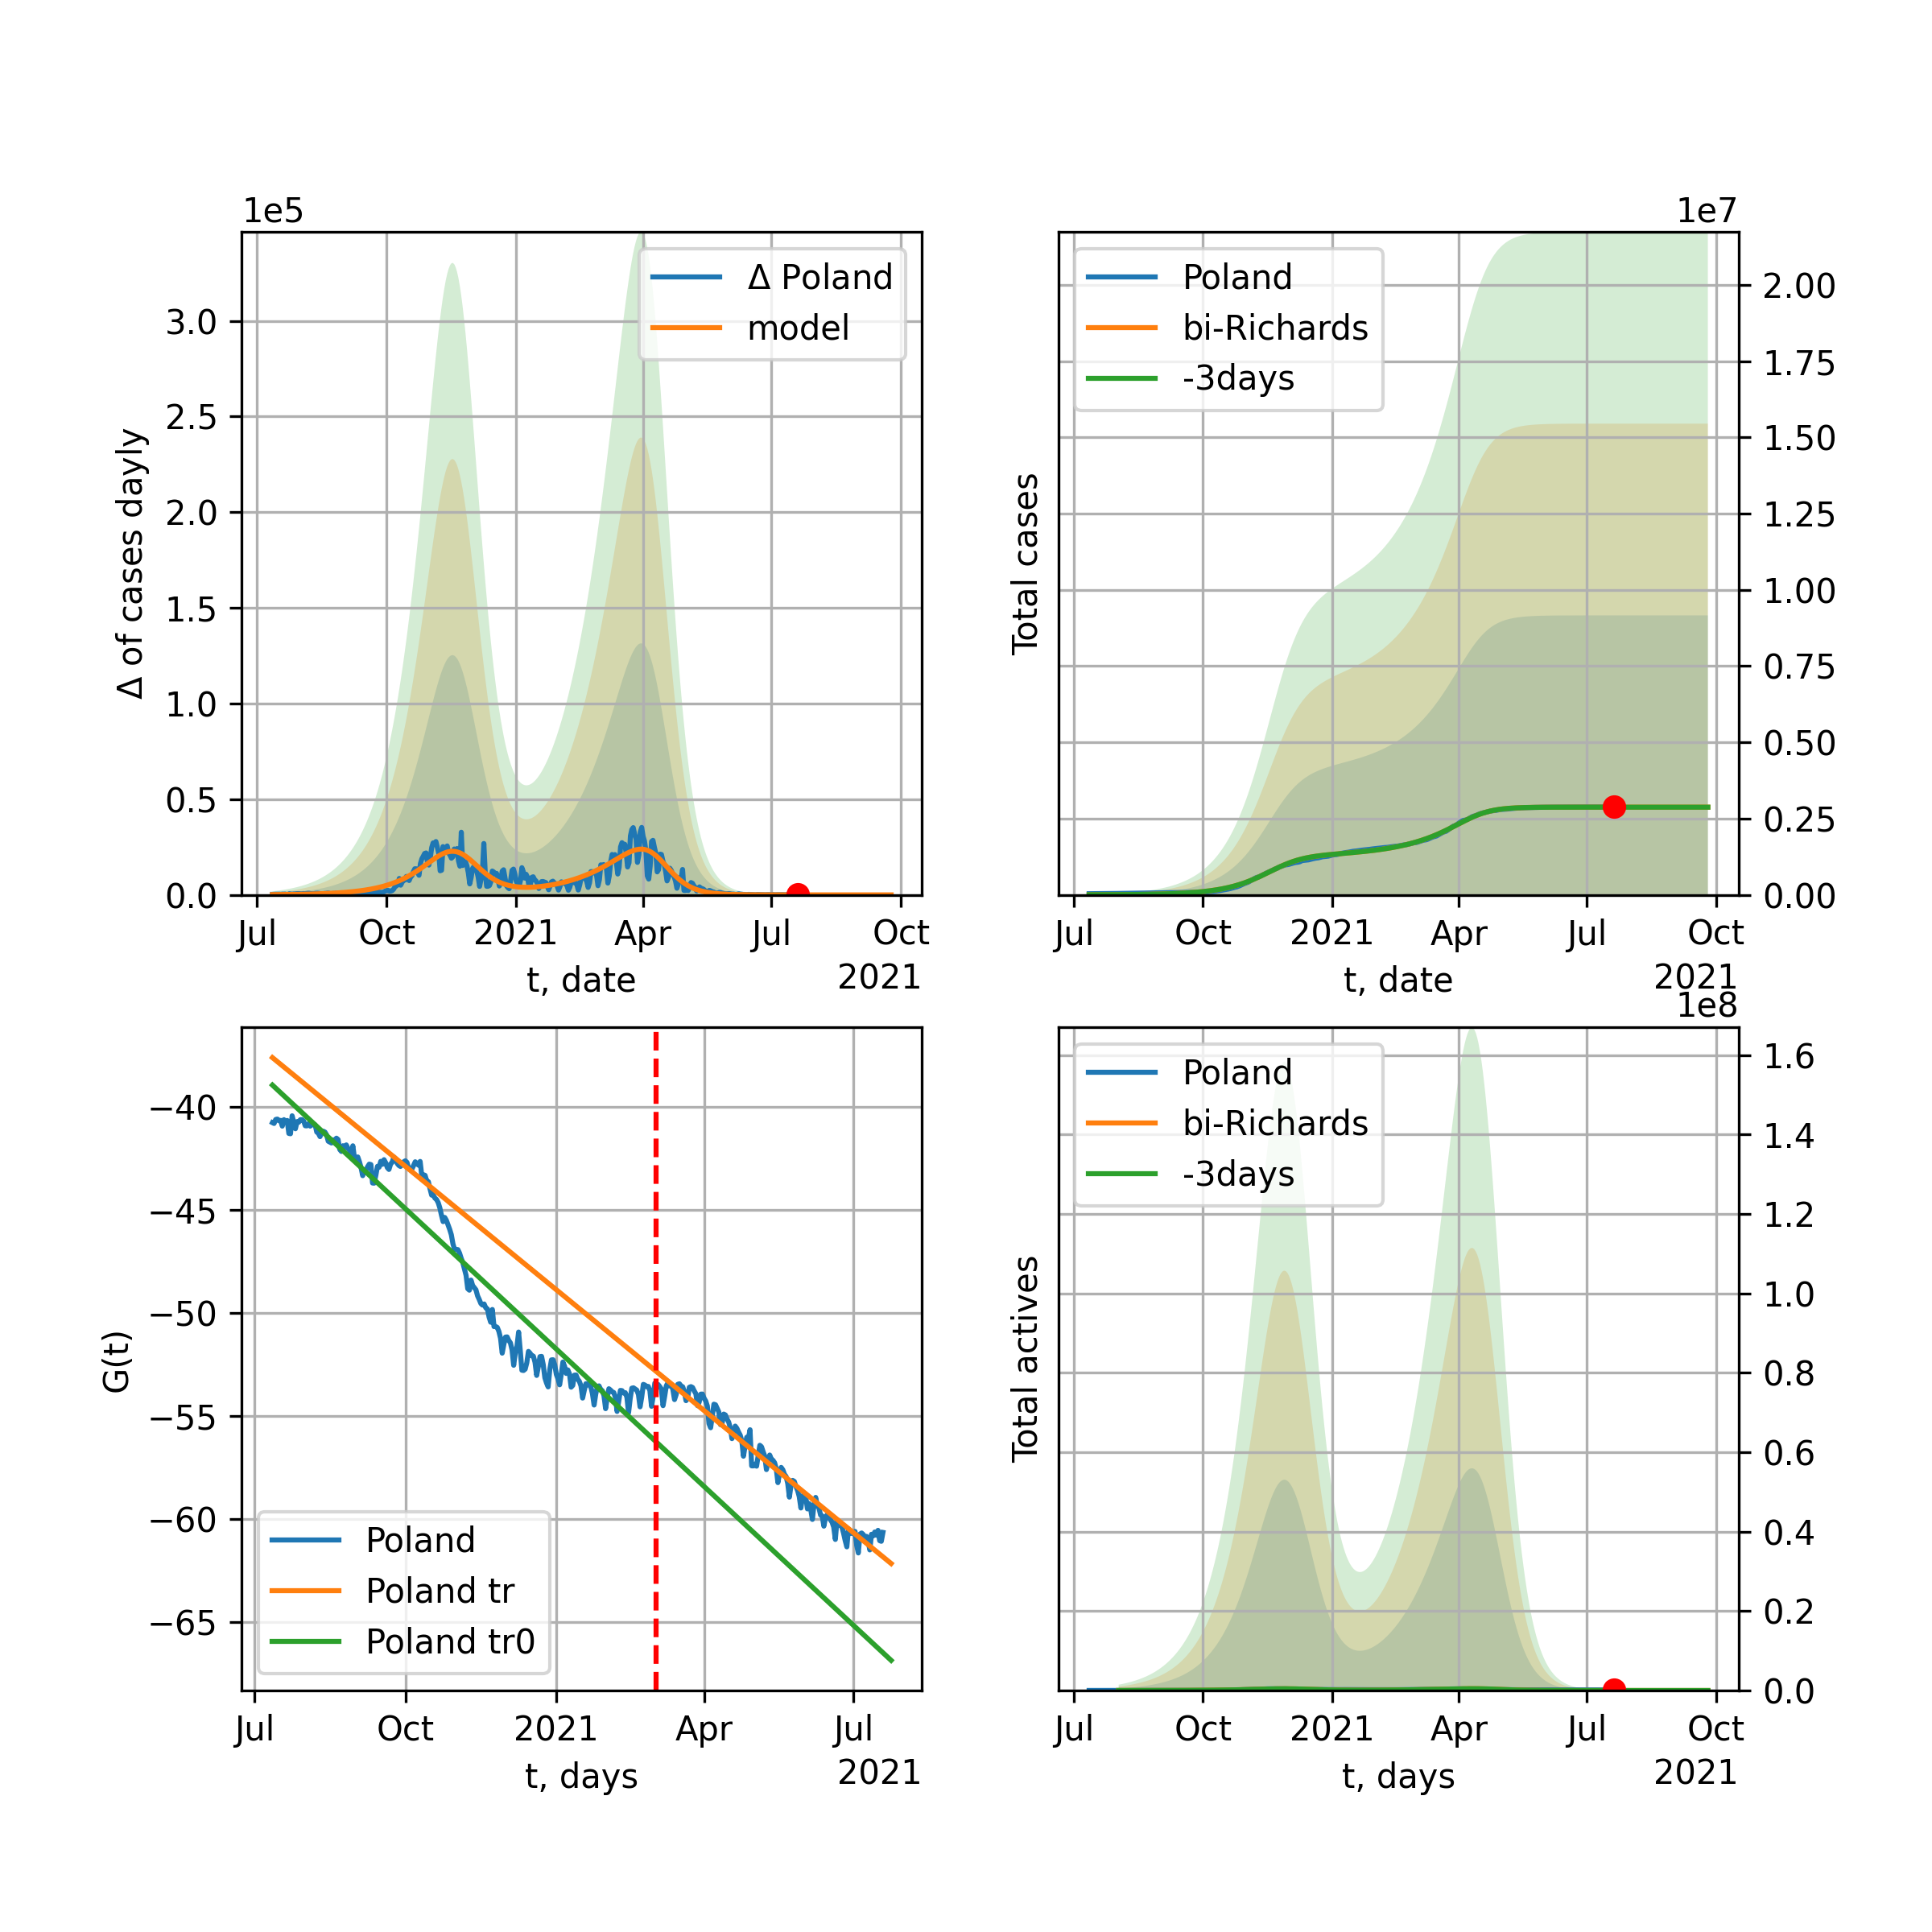 1e5
Δ of cases dayly
3.0
2.5
2.0
1.5
1.0
0.5
0.0
Δ Poland
model
Jul Oct 2021 Apr Jul Oct
2021
t, date
1e7
Total cases
Poland
bi-Richards
-3days
2.00
1.75
1.50
1.25
1.00
0.75
0.50
0.25
0.00
Jul Oct 2021 Apr Jul Oct
2021
t, date
G(t)
−40
−45
−50
−55
−60
−65
Poland
Poland tr
Poland tr0
Jul Oct 2021 Apr Jul
2021
t, days
1e8
Total actives
Poland
bi-Richards
-3days
1.6
1.4
1.2
1.0
0.8
0.6
0.4
0.2
0.0
Jul Oct 2021 Apr Jul Oct
2021
t, days